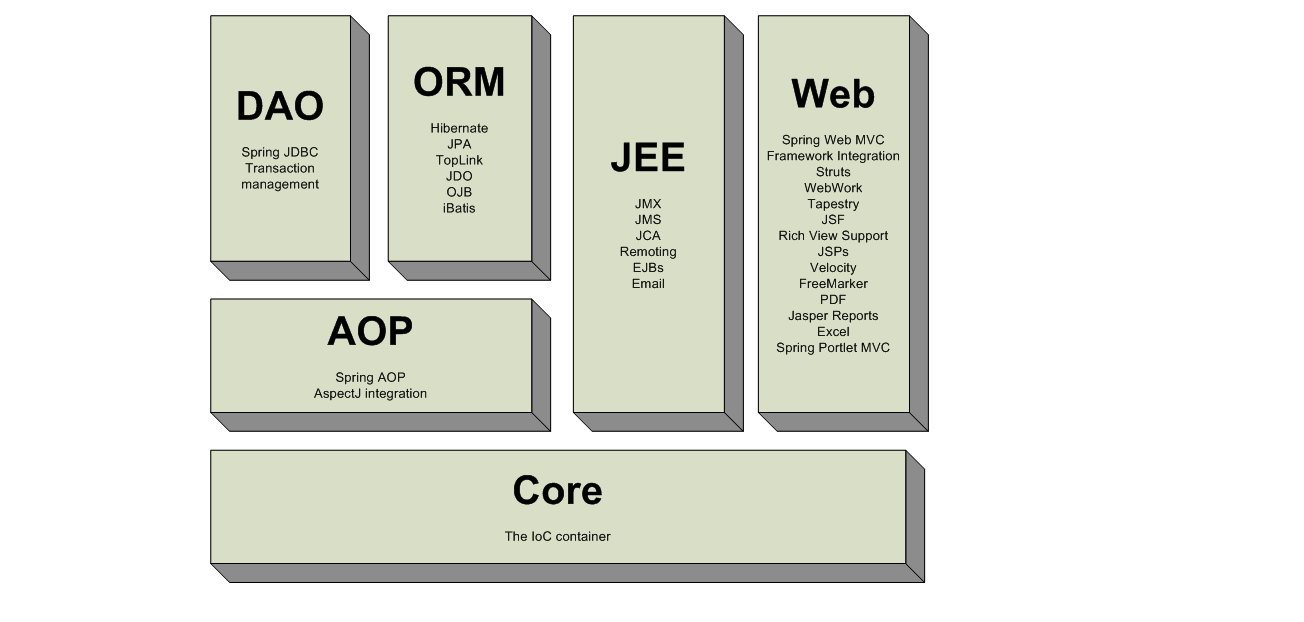 DAO
Spring JDBC
Transaction
management
ORM
Hibernate
JPA
TopLink
JDO
OJB
iBatis
JEE
JMX
JMS
JCA
Remoting
EJBs
Email
Web
Spring Web MVC
Framework Integration
Struts
WebWork
Tapestry
JSF
Rich View Support
JSPs
Velocity
FreeMarker
PDF
Jasper Reports
Excel
Spring Portlet MVC
AOP
Spring AOP
AspectJ integration
Core
The IoC container